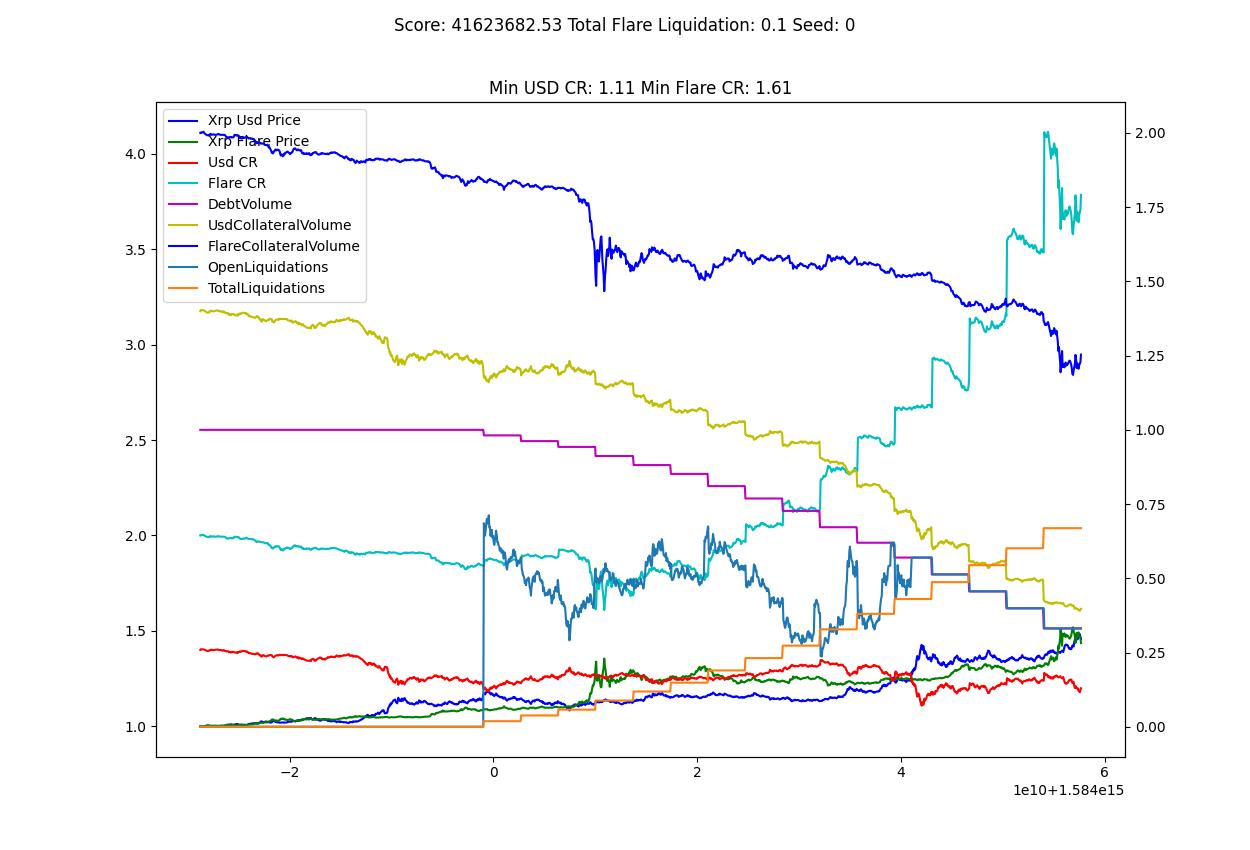 Score: 41623682.53 Total Flare Liquidation: 0.1 Seed: 0
Min USD CR: 1.11 Min Flare CR: 1.61
Xrp Usd Price
Xrp Flare Price
Usd CR
Flare CR
DebtVolume
UsdCollateralVolume
FlareCollateralVolume
OpenLiquidations
TotalLiquidations
4.0
3.5
3.0
2.5
2.0
1.5
1.0
2.00
1.75
1.50
1.25
1.00
0.75
0.50
0.25
0.00
−2 0 2 4 6
1e10+1.584e15